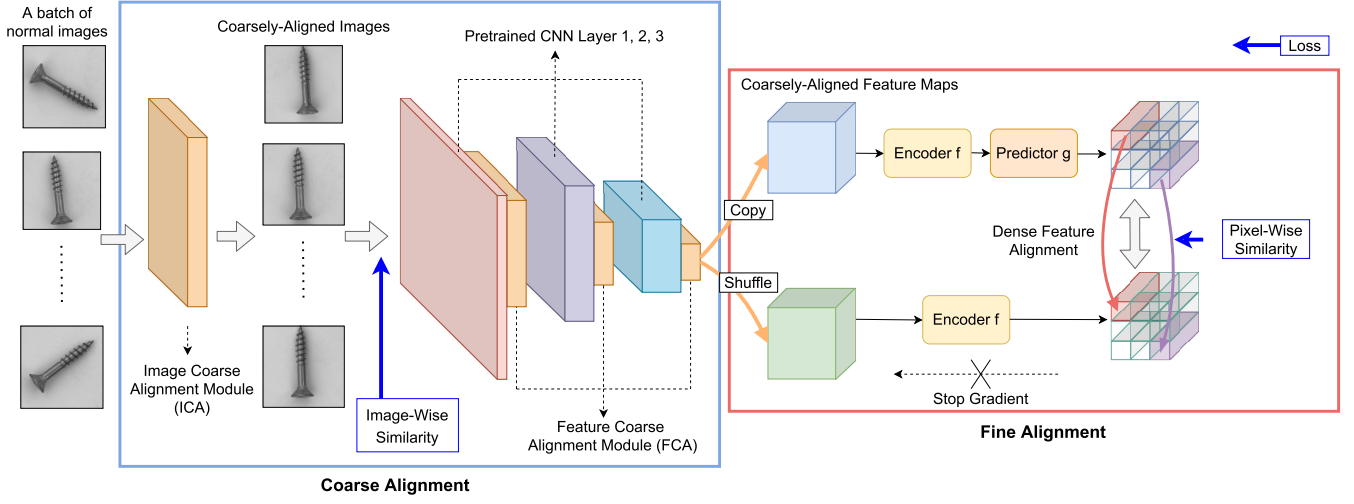 A batch of
normal images
Coarsely-Aligned Images
Pretrained CNN Layer 1, 2, 3
Image Coarse
Alignment Module
(ICA)
Image-Wise
Similarity
Feature Coarse
Alignment Module (FCA)
Coarse Alignment
Loss
Coarsely-Aligned Feature Maps
Copy
Encoder f
Predictor g
Dense Feature
Alignment
Pixel-Wise
Similarity
Shuffle
Encoder f
Stop Gradient
Fine Alignment